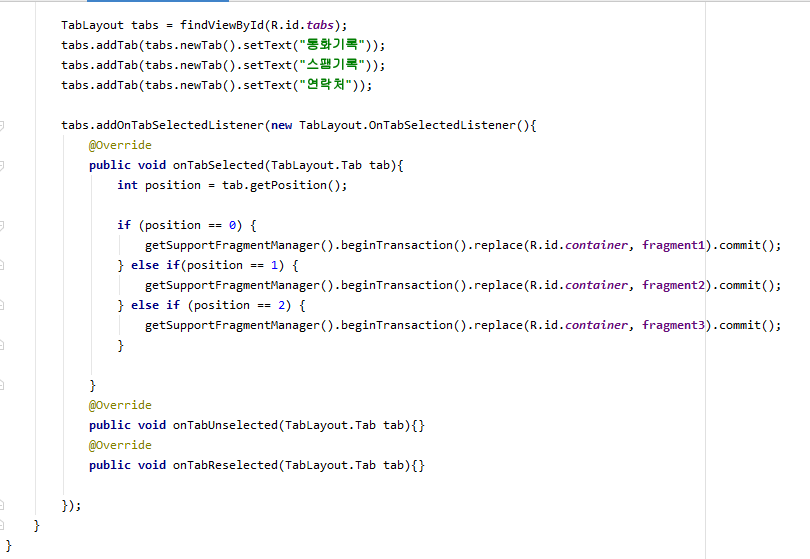 TabLayout tabs = findViewById(R.id.tabs);
tabs.addTab(tabs.newTab().setText("통화기록"));
tabs.addTab(tabs.newTab().setText("스팸기록"));
tabs.addTab(tabs.newTab().setText("연락처"));
tabs.addOnTabSelectedListener(new TabLayout.OnTabSelectedListener(){
@Override
public void onTabSelected(TabLayout.Tab tab){
int position = tab.getPosition();
if (position == 0) {
getSupportFragmentManager().beginTransaction().replace(R.id.container, fragment1).commit();
} else if(position == 1) {
getSupportFragmentManager().beginTransaction().replace(R.id.container, fragment2).commit();
} else if (position == 2) {
getSupportFragmentManager().beginTransaction().replace(R.id.container, fragment3).commit();
}
}
@Override
public void onTabUnselected(TabLayout.Tab tab){}
@Override
public void onTabReselected(TabLayout.Tab tab){}
});
}
}